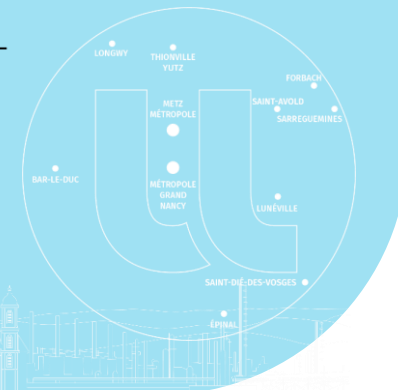 LONGWY
THIONVILLE
YUTZ
FORBACH
METZ
MÉTROPOLE
SAINT-AVOLD
SARREGUEMINES
BAR-LE-DUC
MÉTROPOLE
GRAND
NANCY
LUNÉVILLE
SAINT-DIÉ-DES-VOSGES
ÉPINAL